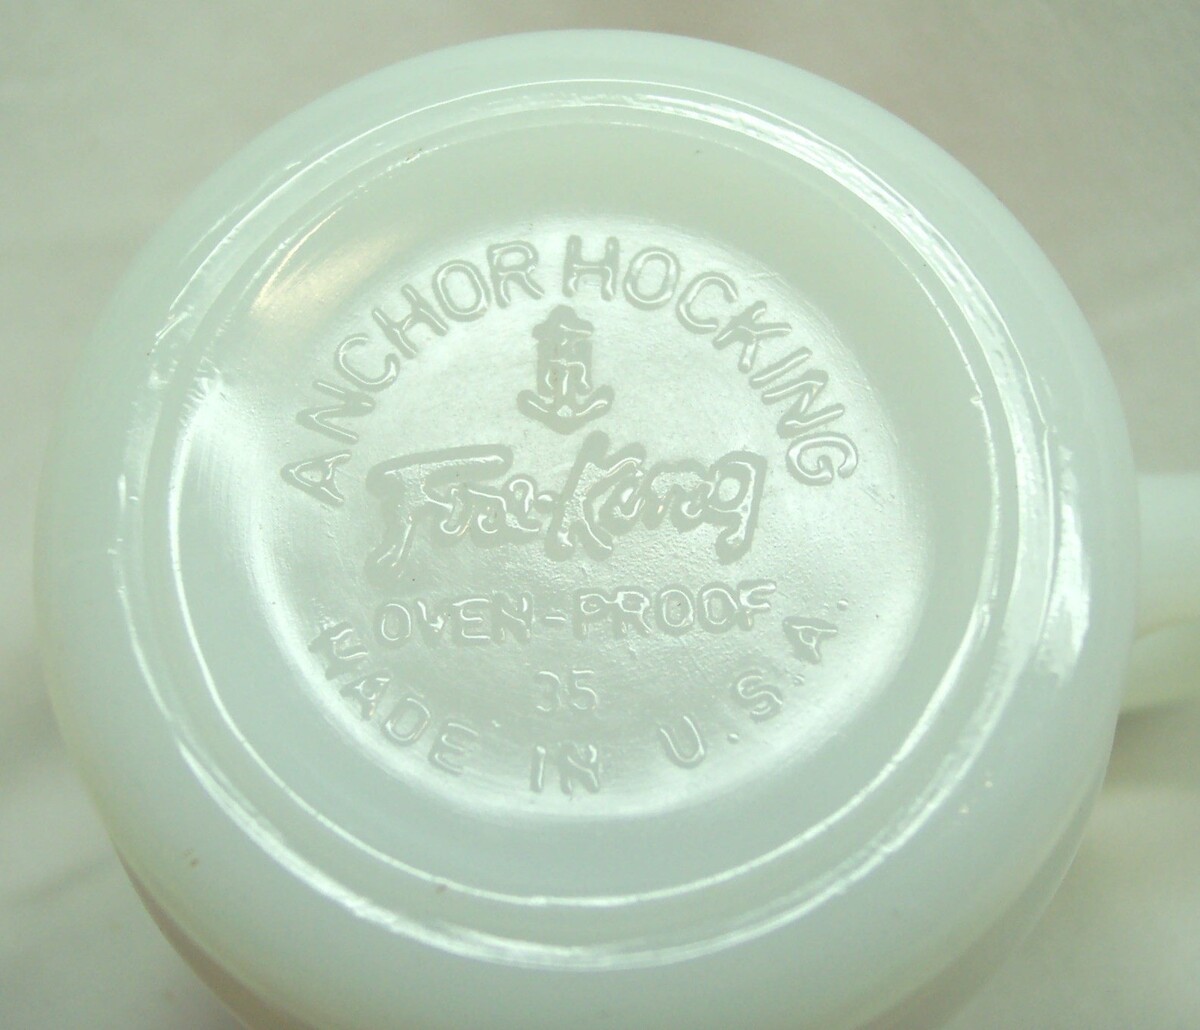 ANCHOR HOCKING
Fire-King
OVEN-PROOF
35
MADE IN U.S.A.